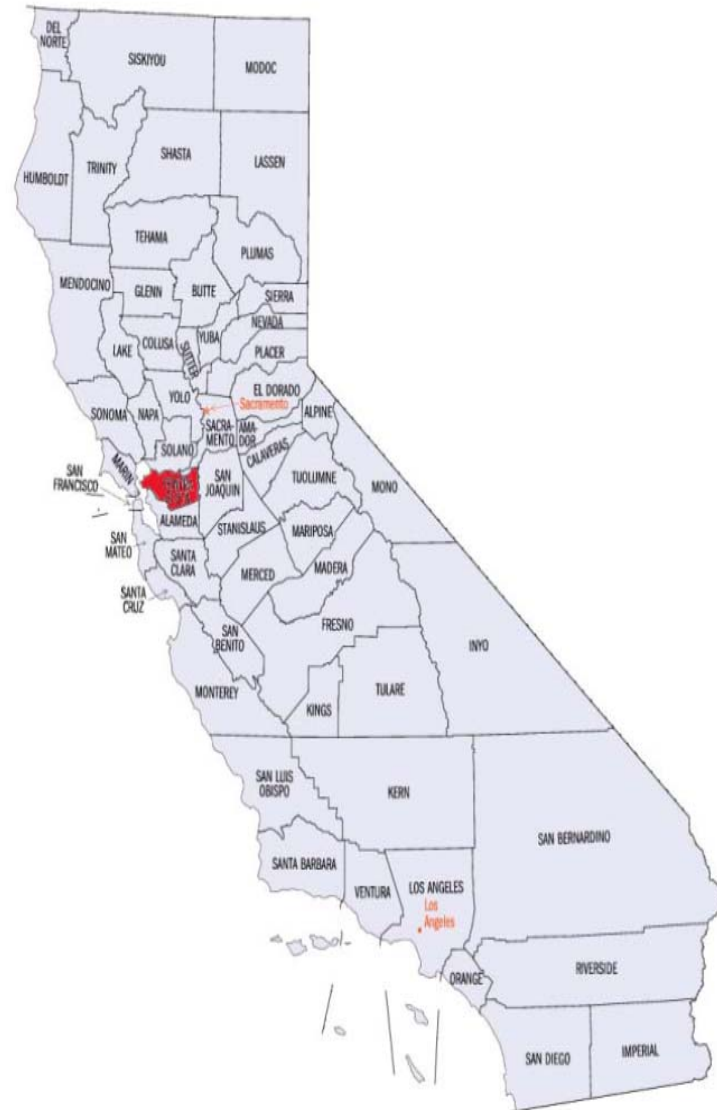 DEL
NORTE
SISKIYOU
MODOC
HUMBOLDT
TRINITY
SHASTA
LASSEN
TEHAMA
PLUMAS
MENDOCINO
GLENN
BUTTE
SIERRA
NEVADA
YUBA
COLUSA
SUTTER
PLACER
LAKE
EL DORADO
YOLO
Sacramento
SONOMA
NAPA
ALPINE
SACRA-
MENTO
AMA-
DOR
SOLANO
CALAVERAS
MARIN
SAN
FRANCISCO
SAN
JOAQUIN
TUOLUMNE
MONO
ALAMEDA
STANISLAUS
MARIPOSA
SAN
MATEO
SANTA
CLARA
MERCED
MADERA
SANTA
CRUZ
FRESNO
SAN
BENITO
INYO
MONTEREY
TULARE
KINGS
SAN LUIS
OBISPO
KERN
SAN BERNARDINO
SANTA BARBARA
VENTURA
LOS ANGELES
Los
Angeles
ORANGE
RIVERSIDE
SAN DIEGO
IMPERIAL